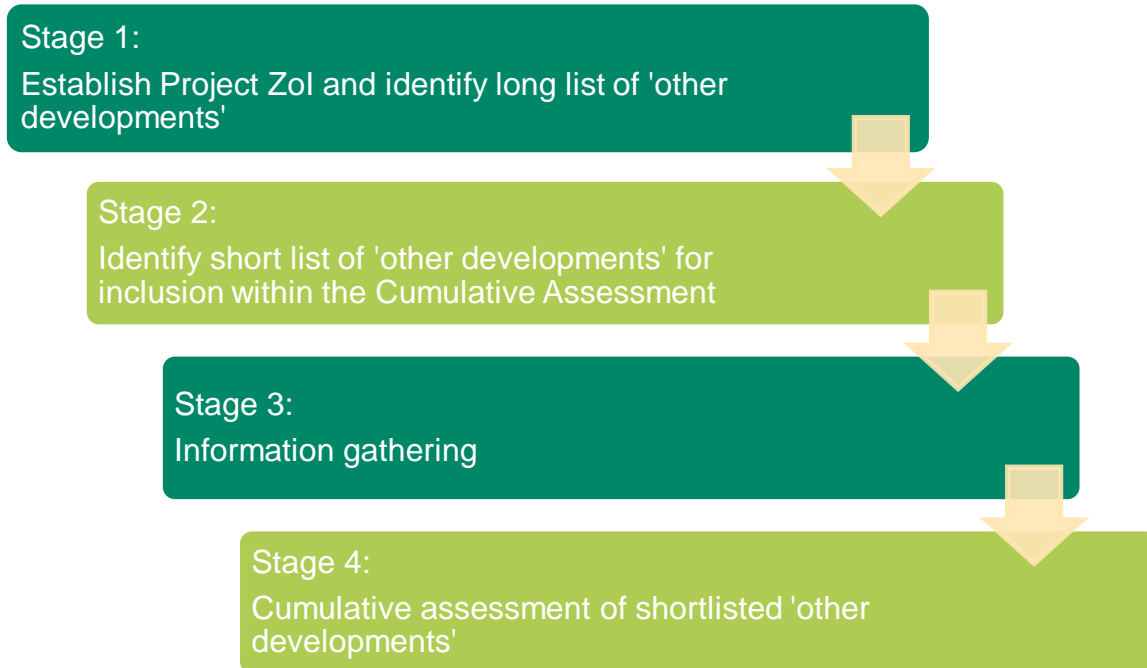 Stage 1:
Establish Project ZoI and identify long list of 'other
developments'
Stage 2:
Identify short list of 'other developments' for
inclusion within the Cumulative Assessment
Stage 3:
Information gathering
Stage 4:
Cumulative assessment of shortlisted 'other
developments'